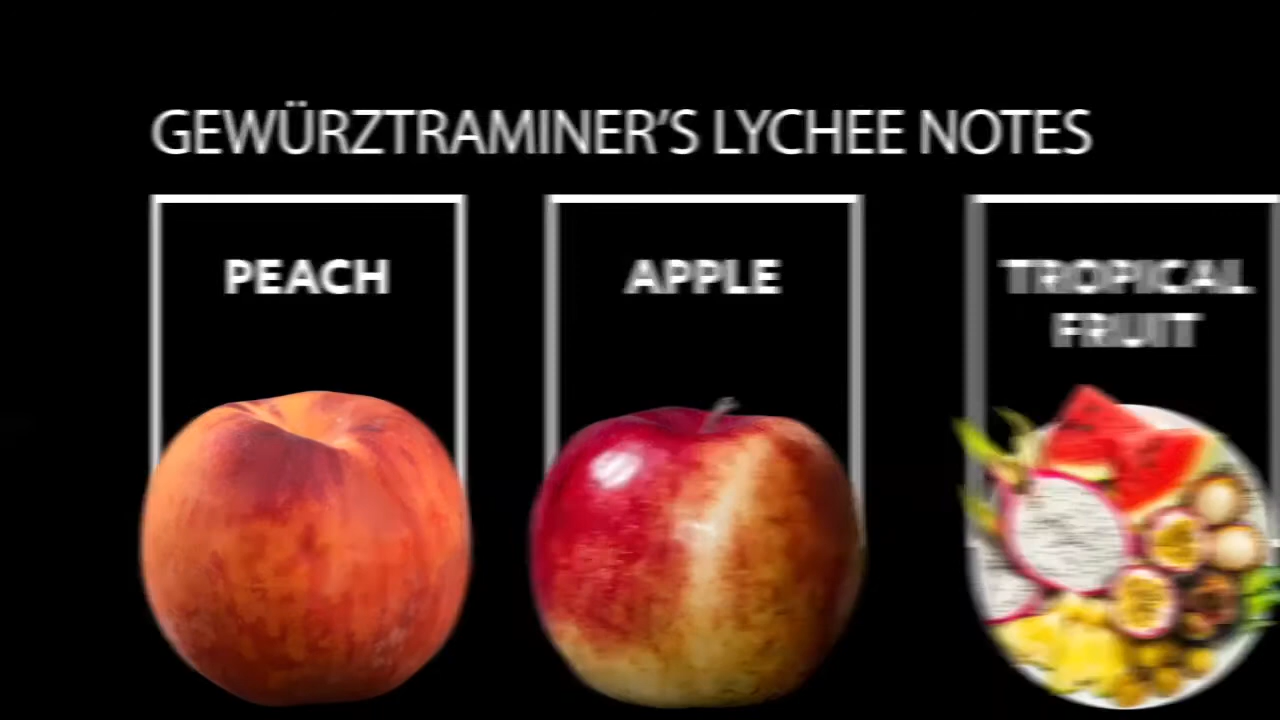 GEWÜRZTRAMINER'S LYCHEE NOTES
PEACH
APPLE
TROPICAL
FRUIT